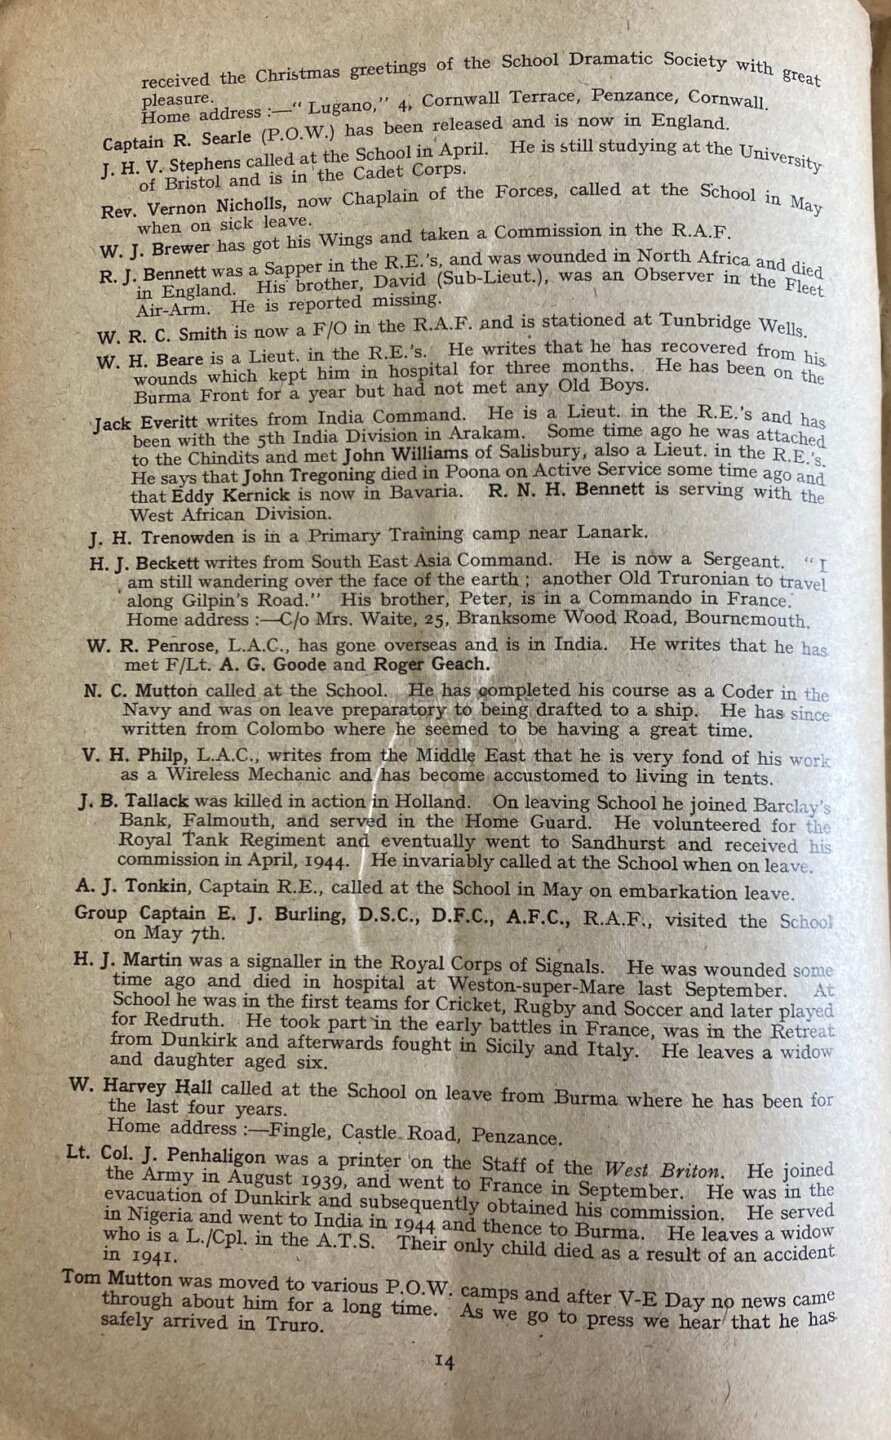 received the Christmas greetings of the School Dramatic Society with great
pleasure.
Home address :—" Lugano," 4, Cornwall Terrace, Penzance, Cornwall.
Captain R. Searle (P.O.W.) has been released and is now in England.
J. H. V. Stephens called at the School in April. He is still studying at the University
of Bristol and is in the Cadet Corps.
Rev. Vernon Nicholls, now Chaplain of the Forces, called at the School in May
when on sick leave.
W. J. Brewer has got his Wings and taken a Commission in the R.A.F.
R. J. Bennett was a Sapper in the R.E.'s, and was wounded in North Africa and died
in England. His brother, David (Sub-Lieut.), was an Observer in the Fleet
Air-Arm. He is reported missing.
W. R. C. Smith is now a F/O in the R.A.F. and is stationed at Tunbridge Wells.
W. H. Beare is a Lieut. in the R.E.'s. He writes that he has recovered from his
wounds which kept him in hospital for three months. He has been on the
Burma Front for a year but had not met any Old Boys.
Jack Everitt writes from India Command. He is a Lieut. in the R.E.'s and has
been with the 5th India Division in Arakam. Some time ago he was attached
to the Chindits and met John Williams of Salisbury, also a Lieut. in the R.E.'s.
He says that John Tregoning died in Poona on Active Service some time ago and
that Eddy Kernick is now in Bavaria. R. N. H. Bennett is serving with the
West African Division.
J. H. Trenowden is in a Primary Training camp near Lanark.
H. J. Beckett writes from South East Asia Command. He is now a Sergeant. " I
am still wandering over the face of the earth ; another Old Truronian to travel
along Gilpin's Road." His brother, Peter, is in a Commando in France.
Home address :—C/o Mrs. Waite, 25, Branksome Wood Road, Bournemouth.
W. R. Penrose, L.A.C., has gone overseas and is in India. He writes that he has
met F/Lt. A. G. Goode and Roger Geach.
N. C. Mutton called at the School. He has completed his course as a Coder in the
Navy and was on leave preparatory to being drafted to a ship. He has since
written from Colombo where he seemed to be having a great time.
V. H. Philp, L.A.C., writes from the Middle East that he is very fond of his work
as a Wireless Mechanic and has become accustomed to living in tents.
J. B. Tallack was killed in action in Holland. On leaving School he joined Barclay's
Bank, Falmouth, and served in the Home Guard. He volunteered for the
Royal Tank Regiment and eventually went to Sandhurst and received his
commission in April, 1944. He invariably called at the School when on leave.
A. J. Tonkin, Captain R.E., called at the School in May on embarkation leave.
Group Captain E. J. Burling, D.S.C., D.F.C., A.F.C., R.A.F., visited the School
on May 7th.
H. J. Martin was a signaller in the Royal Corps of Signals. He was wounded some
time ago and died in hospital at Weston-super-Mare last September. At
School he was in the first teams for Cricket, Rugby and Soccer and later played
for Redruth. He took part in the early battles in France, was in the Retreat
from Dunkirk and afterwards fought in Sicily and Italy. He leaves a widow
and daughter aged six.
W. Harvey Hall called at the School on leave from Burma where he has been for
the last four years.
Home address :—Fingle, Castle Road, Penzance.
Lt. Col. J. Penhaligon was a printer on the Staff of the West Briton. He joined
the Army in August 1939, and went to France in September. He was in the
evacuation of Dunkirk and subsequently obtained his commission. He served
in Nigeria and went to India in 1944 and thence to Burma. He leaves a widow
who is a L./Cpl. in the A.T.S. Their only child died as a result of an accident
in 1941.
Tom Mutton was moved to various P.O.W. camps and after V-E Day no news came
through about him for a long time. As we go to press we hear that he has
safely arrived in Truro.
14